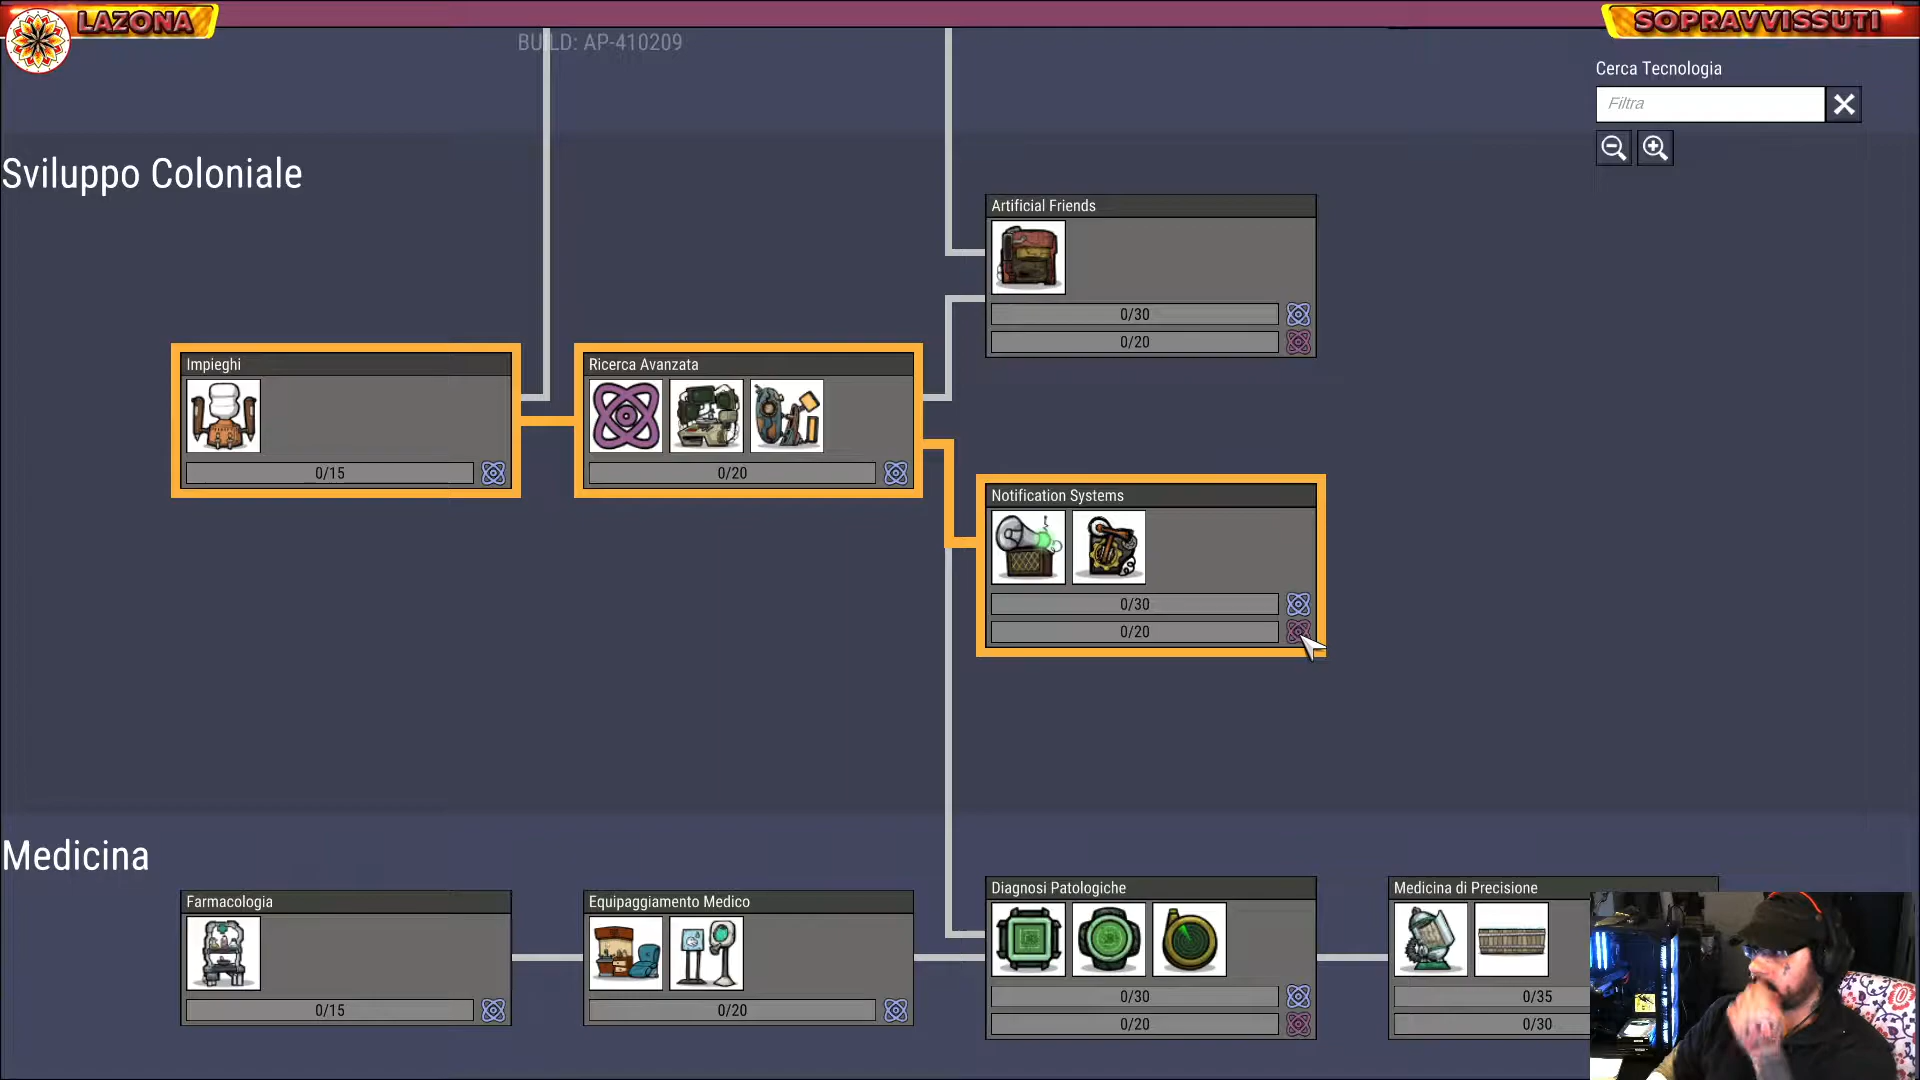 LAZONA
SOPRAVVISSUTI
BUILD: AP-410209
Cerca Tecnologia
Filtra
Sviluppo Coloniale
Artificial Friends
0/30
0/20
Impieghi
0/15
Ricerca Avanzata
0/20
Notification Systems
0/30
0/20
Medicina
Farmacologia
0/15
Equipaggiamento Medico
0/20
Diagnosi Patologiche
0/30
0/20
Medicina di Precisione
0/35
0/30